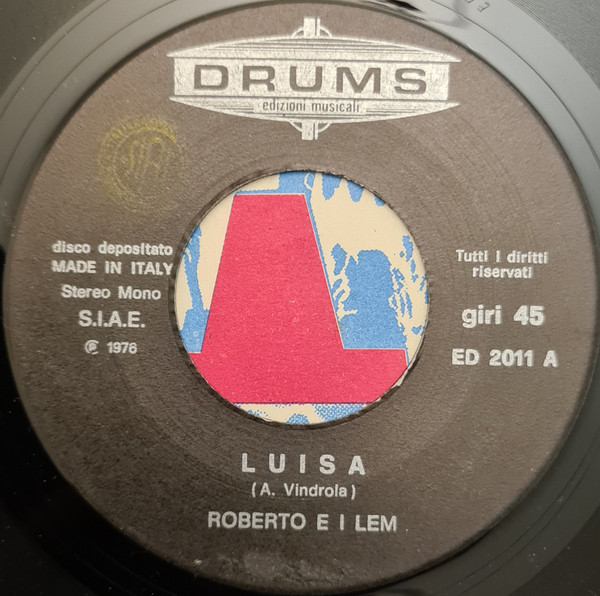 DRUMS
edizioni musicali
disco depositato
MADE IN ITALY
Stereo Mono
S.I.A.E.
℗ 1976
Tutti i diritti
riservati
giri 45
ED 2011 A
LUISA
(A. Vindrola)
ROBERTO E I LEM